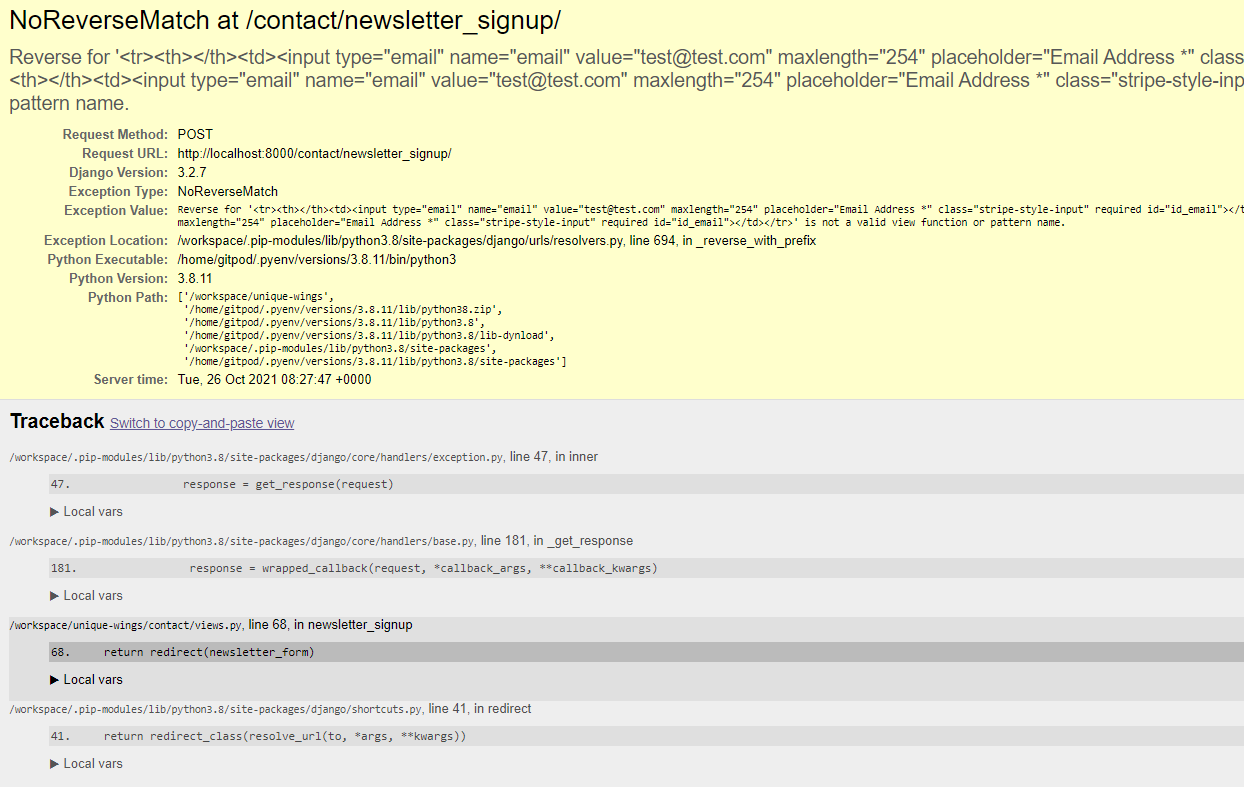 NoReverseMatch at /contact/newsletter_signup/
Reverse for '<tr><th></th><td><input type="email" name="email" value="test@test.com" maxlength="254" placeholder="Email Address *" class
<th></th><td><input type="email" name="email" value="test@test.com" maxlength="254" placeholder="Email Address *" class="stripe-style-inp
pattern name.
Request Method: POST
Request URL: http://localhost:8000/contact/newsletter_signup/
Django Version: 3.2.7
Exception Type: NoReverseMatch
Exception Value: Reverse for '<tr><th></th><td><input type="email" name="email" value="test@test.com" maxlength="254" placeholder="Email Address *" class="stripe-style-input" required id="id_email"></t
maxlength="254" placeholder="Email Address *" class="stripe-style-input" required id="id_email"></td></tr>' is not a valid view function or pattern name.
Exception Location: /workspace/.pip-modules/lib/python3.8/site-packages/django/urls/resolvers.py, line 694, in _reverse_with_prefix
Python Executable: /home/gitpod/.pyenv/versions/3.8.11/bin/python3
Python Version: 3.8.11
Python Path: ['/workspace/unique-wings',
'/home/gitpod/.pyenv/versions/3.8.11/lib/python38.zip',
'/home/gitpod/.pyenv/versions/3.8.11/lib/python3.8',
'/home/gitpod/.pyenv/versions/3.8.11/lib/python3.8/lib-dynload',
'/workspace/.pip-modules/lib/python3.8/site-packages',
'/home/gitpod/.pyenv/versions/3.8.11/lib/python3.8/site-packages']
Server time: Tue, 26 Oct 2021 08:27:47 +0000
Traceback Switch to copy-and-paste view
/workspace/.pip-modules/lib/python3.8/site-packages/django/core/handlers/exception.py, line 47, in inner
47. response = get_response(request)
▶ Local vars
/workspace/.pip-modules/lib/python3.8/site-packages/django/core/handlers/base.py, line 181, in _get_response
181. response = wrapped_callback(request, *callback_args, **callback_kwargs)
▶ Local vars
/workspace/unique-wings/contact/views.py, line 68, in newsletter_signup
68. return redirect(newsletter_form)
▶ Local vars
/workspace/.pip-modules/lib/python3.8/site-packages/django/shortcuts.py, line 41, in redirect
41. return redirect_class(resolve_url(to, *args, **kwargs))
▶ Local vars